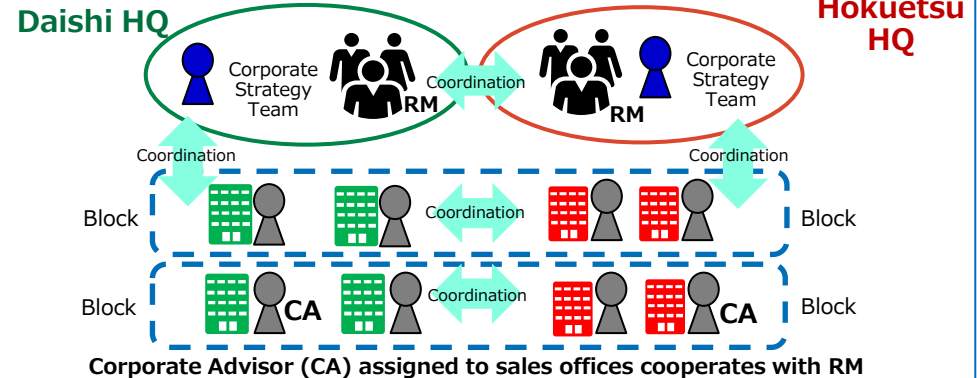 Daishi HQ
Hokuetsu
HQ
Corporate
Strategy
Team
RM
Coordination
RM
Corporate
Strategy
Team
Coordination
Coordination
Block
Coordination
Block
Block
CA
Coordination
CA
Block
Corporate Advisor (CA) assigned to sales offices cooperates with RM